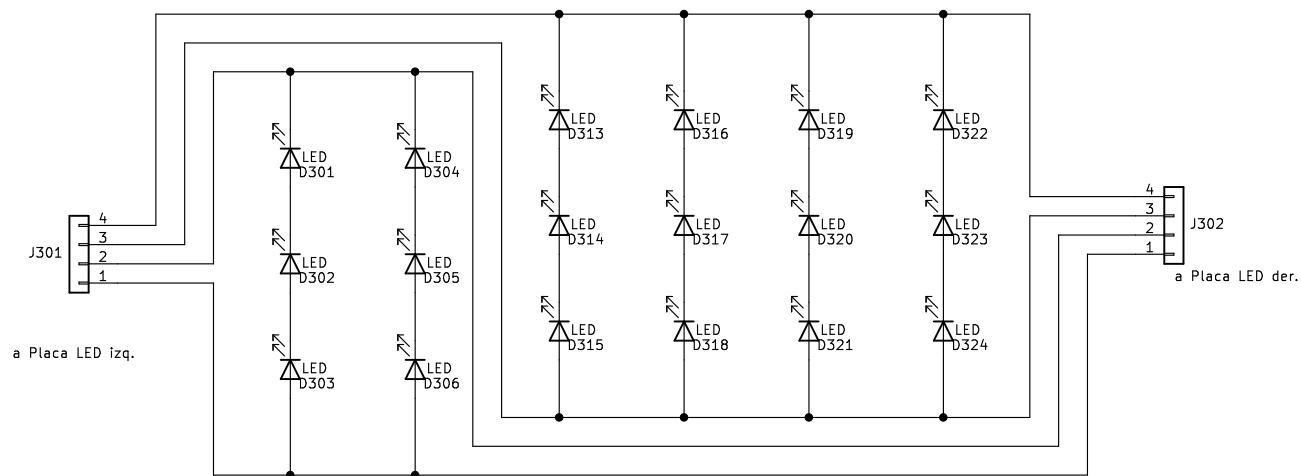 LED
D313
LED
D316
LED
D319
LED
D322
LED
D301
LED
D304
4
3
2
1
J301
LED
D314
LED
D317
LED
D320
LED
D323
4
3
2
1
J302
a Placa LED der.
LED
D302
LED
D305
LED
D315
LED
D318
LED
D321
LED
D324
a Placa LED izq.
LED
D303
LED
D306